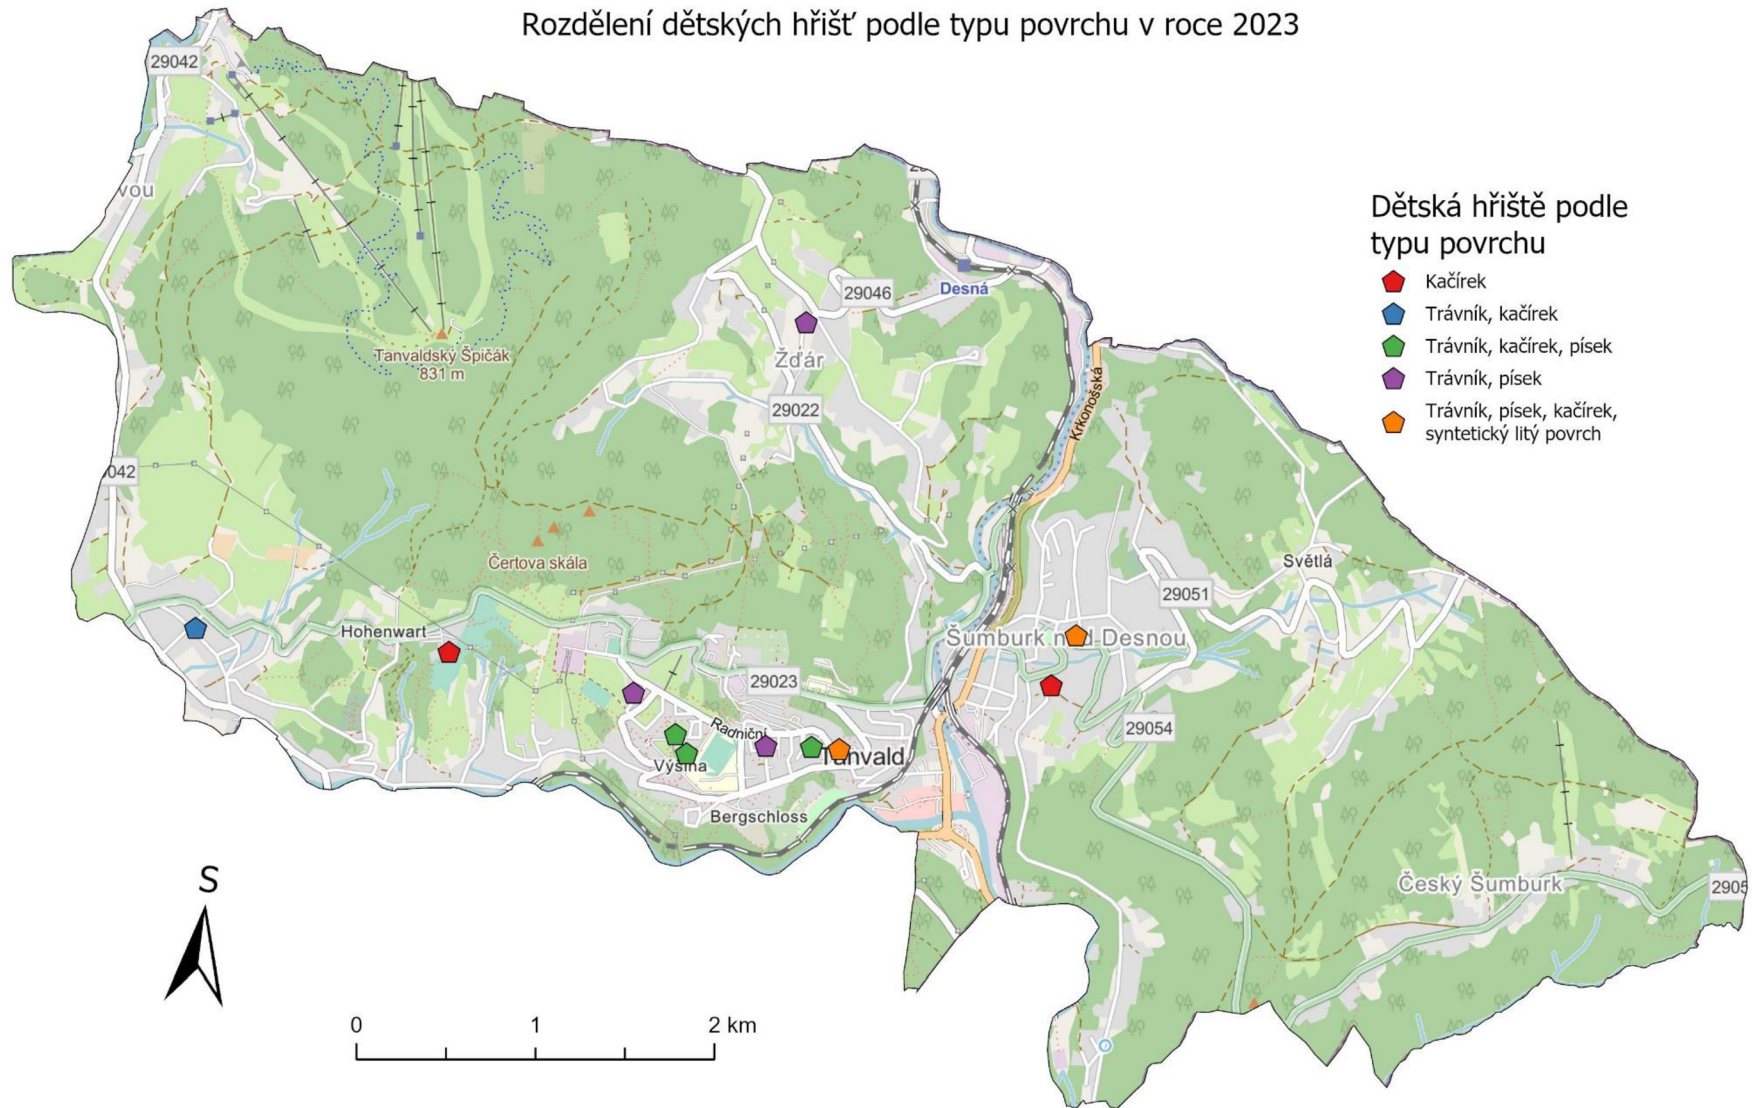 Rozdělení dětských hřišť podle typu povrchu v roce 2023
29042
vou
Desná
29046
Tanvaldský Špičák
831 m
Žďár
29022
Krkonošská
042
Čertova skála
Světlá
29051
Hohenwart
Šumburk nad Desnou
29023
29054
Radniční
Výšina
Tanvald
Bergschloss
Český Šumburk
2905
Dětská hřiště podle
typu povrchu
Kačírek
Trávník, kačírek
Trávník, kačírek, písek
Trávník, písek
Trávník, písek, kačírek,
syntetický litý povrch
S
0 1 2 km